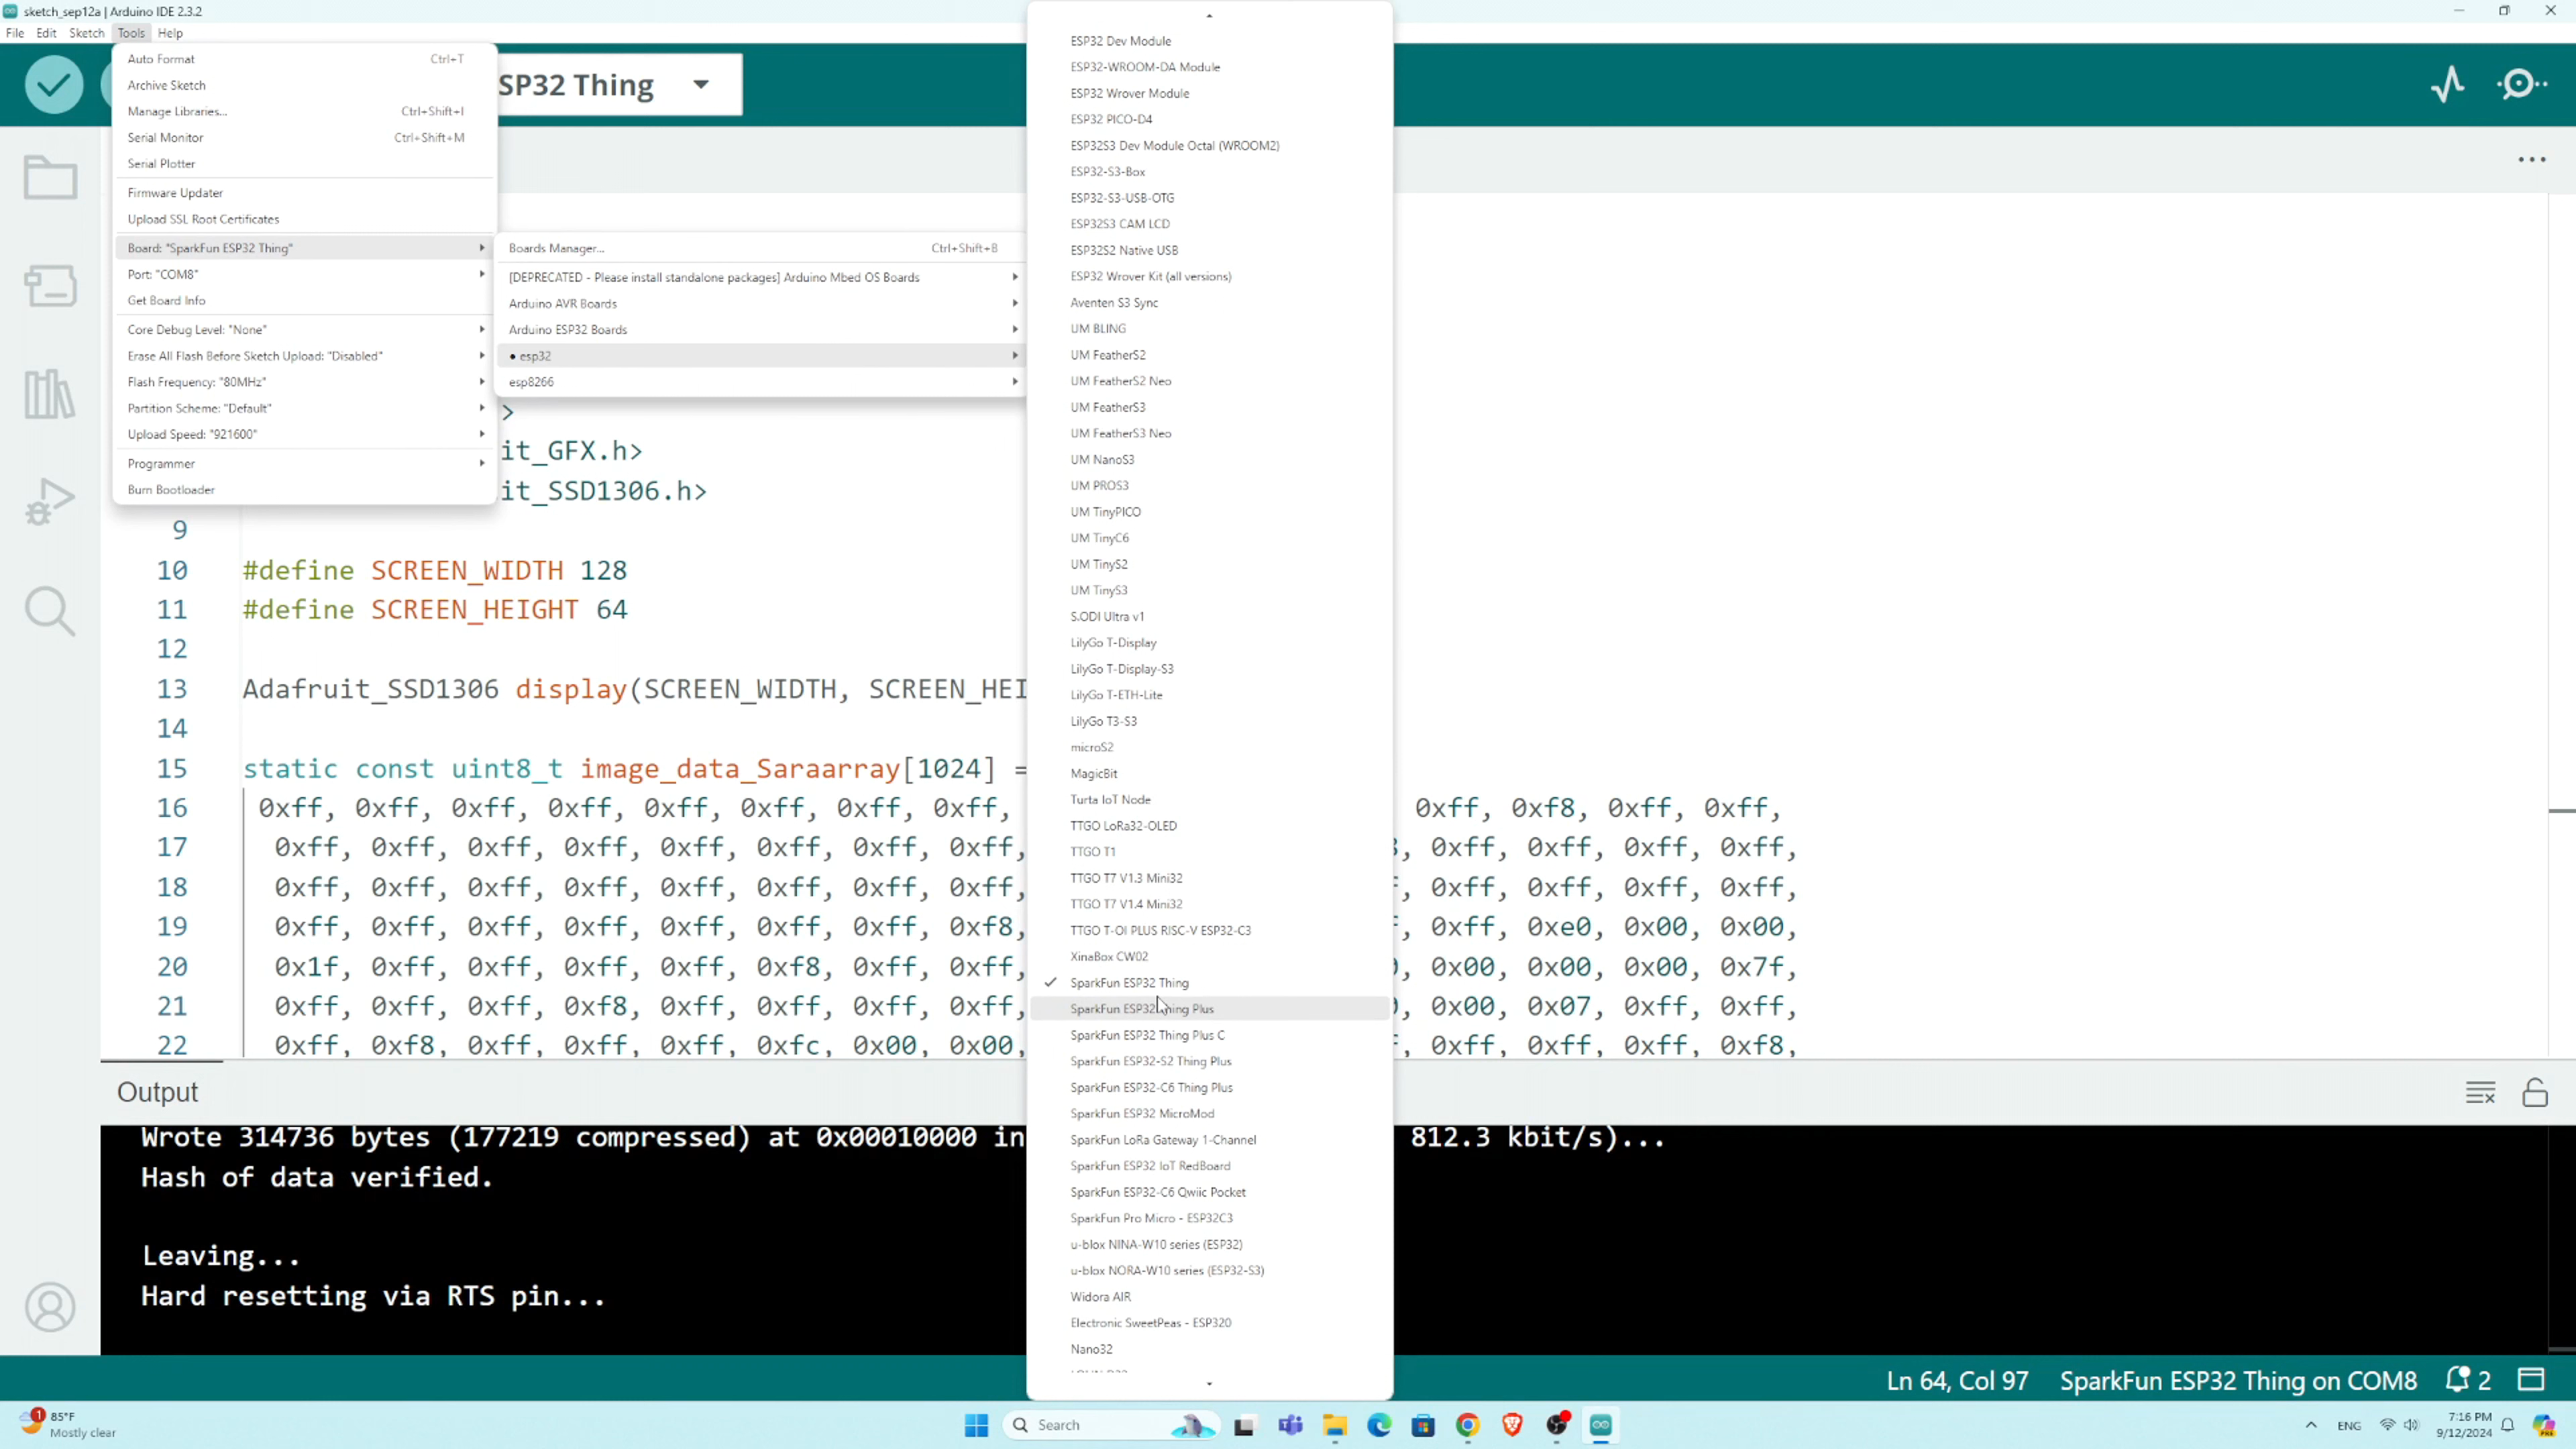 sketch_sep12a | Arduino IDE 2.3.2
File Edit Sketch Tools Help
SP32 Thing
Auto Format Ctrl+T
Archive Sketch
Manage Libraries... Ctrl+Shift+I
Serial Monitor Ctrl+Shift+M
Serial Plotter
Firmware Updater
Upload SSL Root Certificates
Board: "SparkFun ESP32 Thing"
Port: "COM8"
Get Board Info
Core Debug Level: "None"
Erase All Flash Before Sketch Upload: "Disabled"
Flash Frequency: "80MHz"
Partition Scheme: "Default"
Upload Speed: "921600"
Programmer
Burn Bootloader
Boards Manager... Ctrl+Shift+B
[DEPRECATED - Please install standalone packages] Arduino Mbed OS Boards
Arduino AVR Boards
Arduino ESP32 Boards
• esp32
esp8266
ESP32 Dev Module
ESP32-WROOM-DA Module
ESP32 Wrover Module
ESP32 PICO-D4
ESP32S3 Dev Module Octal (WROOM2)
ESP32-S3-Box
ESP32-S3-USB-OTG
ESP32S3 CAM LCD
ESP32S2 Native USB
ESP32 Wrover Kit (all versions)
Aventen S3 Sync
UM BLING
UM FeatherS2
UM FeatherS2 Neo
UM FeatherS3
UM FeatherS3 Neo
UM NanoS3
UM PROS3
UM TinyPICO
UM TinyC6
UM TinyS2
UM TinyS3
S.ODI Ultra v1
LilyGo T-Display
LilyGo T-Display-S3
LilyGo T-ETH-Lite
LilyGo T3-S3
microS2
MagicBit
Turta IoT Node
TTGO LoRa32-OLED
TTGO T1
TTGO T7 V1.3 Mini32
TTGO T7 V1.4 Mini32
TTGO T-OI PLUS RISC-V ESP32-C3
XinaBox CW02
✓ SparkFun ESP32 Thing
SparkFun ESP32 Thing Plus
SparkFun ESP32 Thing Plus C
SparkFun ESP32-S2 Thing Plus
SparkFun ESP32-C6 Thing Plus
SparkFun ESP32 MicroMod
SparkFun LoRa Gateway 1-Channel
SparkFun ESP32 IoT RedBoard
SparkFun ESP32-C6 Qwiic Pocket
SparkFun Pro Micro - ESP32C3
u-blox NINA-W10 series (ESP32)
u-blox NORA-W10 series (ESP32-S3)
Widora AIR
Electronic SweetPeas - ESP320
Nano32
>
it_GFX.h>
it_SSD1306.h>
9
10 #define SCREEN_WIDTH 128
11 #define SCREEN_HEIGHT 64
12
13 Adafruit_SSD1306 display(SCREEN_WIDTH, SCREEN_HEI
14
15 static const uint8_t image_data_Saraarray[1024] =
16 0xff, 0xff, 0xff, 0xff, 0xff, 0xff, 0xff, 0xff, 0xff, 0xf8, 0xff, 0xff,
17 0xff, 0xff, 0xff, 0xff, 0xff, 0xff, 0xff, 0xff, , 0xff, 0xff, 0xff, 0xff,
18 0xff, 0xff, 0xff, 0xff, 0xff, 0xff, 0xff, 0xff, , 0xff, 0xff, 0xff, 0xff,
19 0xff, 0xff, 0xff, 0xff, 0xff, 0xff, 0xff, 0xf8, , 0xff, 0xe0, 0x00, 0x00,
20 0x1f, 0xff, 0xff, 0xff, 0xff, 0xf8, 0xff, 0xff, , 0x00, 0x00, 0x00, 0x7f,
21 0xff, 0xff, 0xff, 0xf8, 0xff, 0xff, 0xff, 0xff, , 0x00, 0x07, 0xff, 0xff,
22 0xff, 0xf8, 0xff, 0xff, 0xff, 0xfc, 0x00, 0x00, , 0xff, 0xff, 0xff, 0xf8,
Output
Wrote 314736 bytes (177219 compressed) at 0x00010000 in 812.3 kbit/s)...
Hash of data verified.
Leaving...
Hard resetting via RTS pin...
Ln 64, Col 97 SparkFun ESP32 Thing on COM8 2
1 85°F
Mostly clear
Search
ENG
7:16 PM
9/12/2024